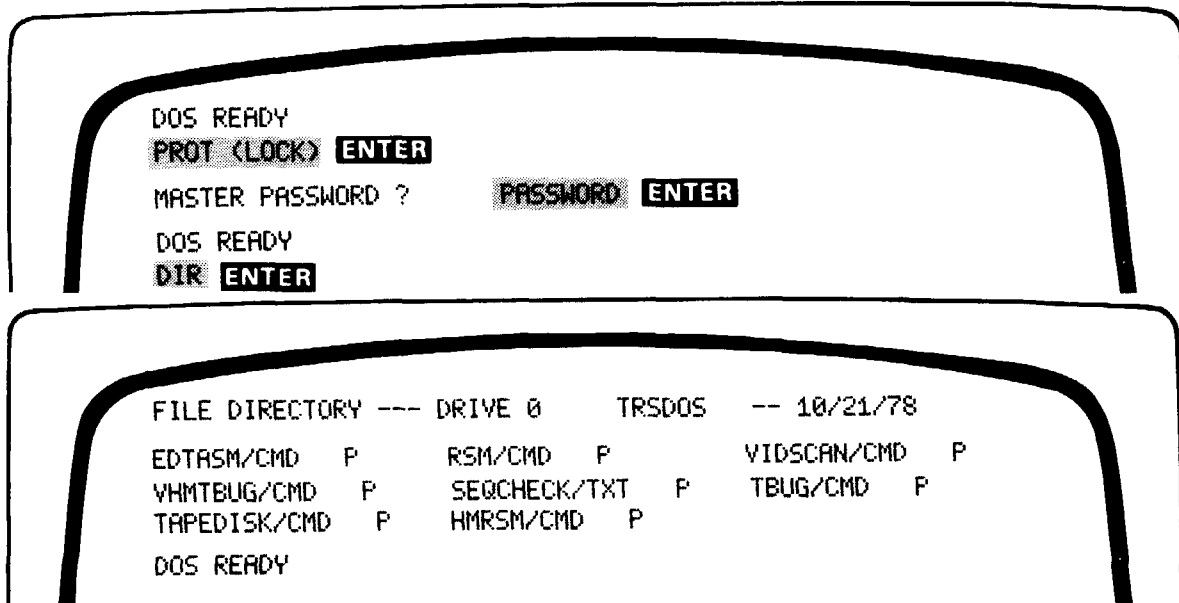 DOS READY
PROT (LOCK) ENTER
MASTER PASSWORD ? PASSWORD ENTER
DOS READY
DIR ENTER
FILE DIRECTORY --- DRIVE 0 TRSDOS -- 10/21/78
EDTASM/CMD P RSM/CMD P VIDSCAN/CMD P
VHMTBUG/CMD P SEQCHECK/TXT P TBUG/CMD P
TAPEDISK/CMD P HMRSM/CMD P
DOS READY